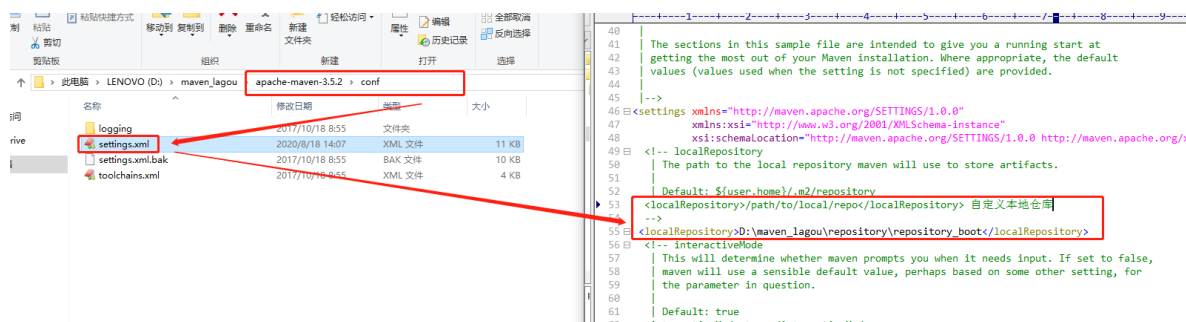 粘贴快捷方式
制 粘贴 移动到 复制到 删除 重命名 新建 轻松访问 属性 编辑 全部取消
剪切 文件夹 历史记录 反向选择
剪贴板 组织 新建 打开 选择
此电脑 > LENOVO (D:) > maven_lagou > apache-maven-3.5.2 > conf
名称 修改日期 类型 大小
logging 2017/10/18 8:55 文件夹
settings.xml 2020/8/18 14:07 XML 文件 11 KB
settings.xml.bak 2017/10/18 8:55 BAK 文件 10 KB
toolchains.xml 2017/10/18 8:55 XML 文件 4 KB
问
rive
----+----1----+----2----+----3----+----4----+----5----+----6----+----7----+----8----+----9----
40 |
41 | The sections in this sample file are intended to give you a running start at
42 | getting the most out of your Maven installation. Where appropriate, the default
43 | values (values used when the setting is not specified) are provided.
44 |
45 |-->
46 <settings xmlns="http://maven.apache.org/SETTINGS/1.0.0"
47 xmlns:xsi="http://www.w3.org/2001/XMLSchema-instance"
48 xsi:schemaLocation="http://maven.apache.org/SETTINGS/1.0.0 http://maven.apache.org/x
49 <!-- localRepository
50 | The path to the local repository maven will use to store artifacts.
51 |
52 | Default: ${user.home}/.m2/repository
53 <localRepository>/path/to/local/repo</localRepository> 自定义本地仓库
54 -->
55 <localRepository>D:\maven_lagou\repository\repository_boot</localRepository>
56 <!-- interactiveMode
57 | This will determine whether maven prompts you when it needs input. If set to false,
58 | maven will use a sensible default value, perhaps based on some other setting, for
59 | the parameter in question.
60 |
61 | Default: true